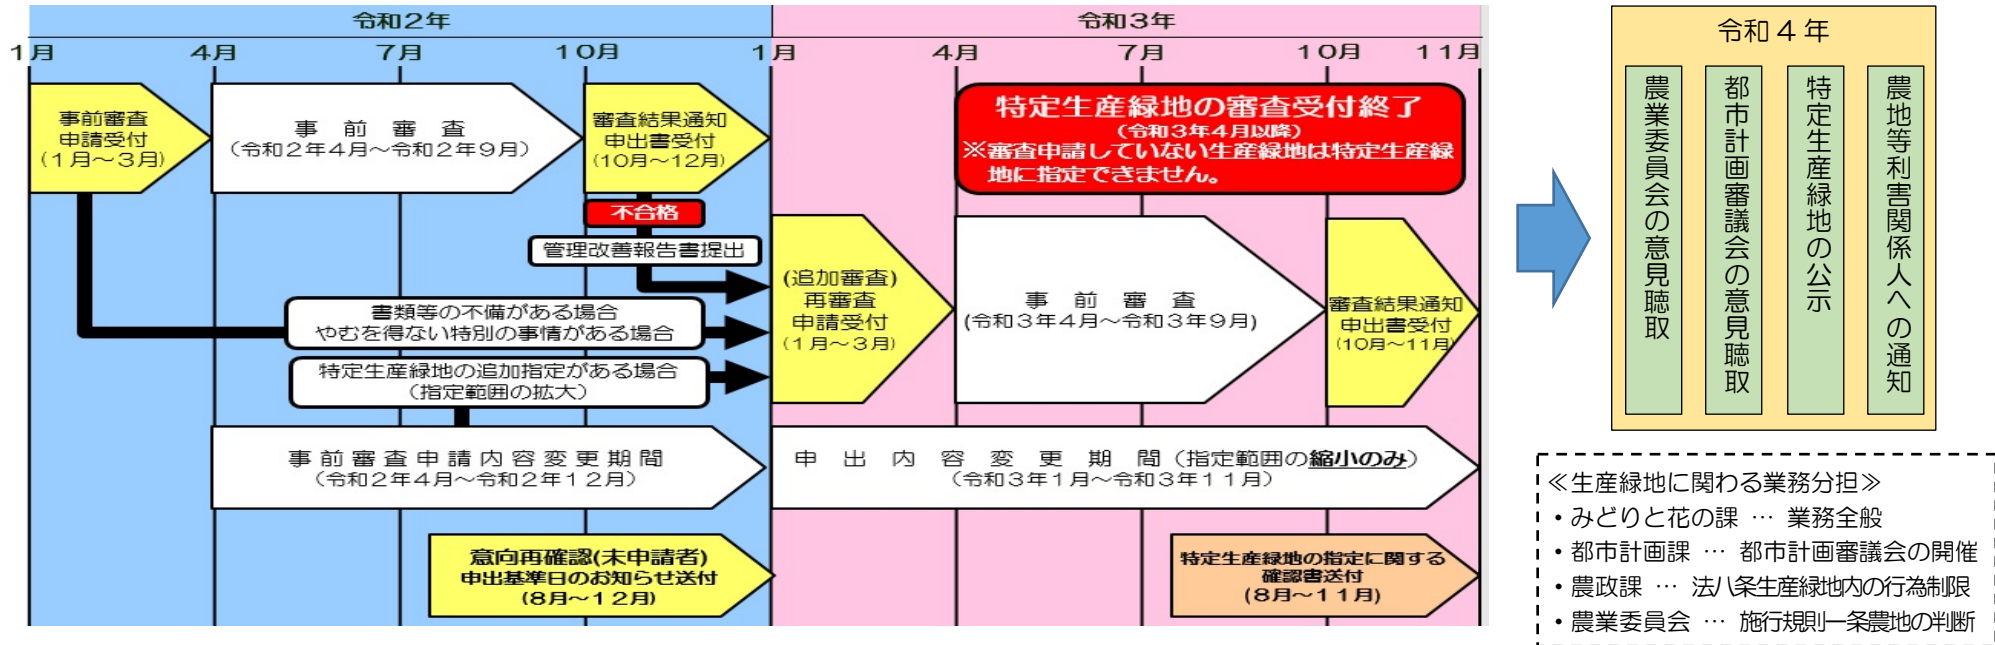 令和２年
令和３年
１月
４月
７月
１０月
１月
４月
７月
１０月
１１月
事前審査
申請受付
（１月～３月）
事　前　審　査
（令和２年４月～令和２年９月）
審査結果通知
申出書受付
（10月～12月）
特定生産緑地の審査受付終了
（令和３年４月以降）
※審査申請していない生産緑地は特定生産緑
地に指定できません。
不合格
管理改善報告書提出
書類等の不備がある場合
やむを得ない特別の事情がある場合
特定生産緑地の追加指定がある場合
（指定範囲の拡大）
(追加審査)
再審査
申請受付
（１月～３月）
事　前　審　査
(令和３年４月～令和３年９月)
審査結果通知
申出書受付
（10月～11月）
事前審査申請内容変更期間
（令和２年４月～令和２年１２月）
申　出　内　容　変　更　期　間（指定範囲の縮小のみ）
（令和３年１月～令和３年１１月）
意向再確認(未申請者)
申出基準日のお知らせ送付
（８月～１２月）
特定生産緑地の指定に関する
確認書送付
（８月～１１月）
令和４年
農業委員会の意見聴取
都市計画審議会の意見聴取
特定生産緑地の公示
農地等利害関係人への通知
≪生産緑地に関わる業務分担≫
・みどりと花の課 … 業務全般
・都市計画課 … 都市計画審議会の開催
・農政課 … 法八条生産緑地内の行為制限
・農業委員会 … 施行規則一条農地の判断